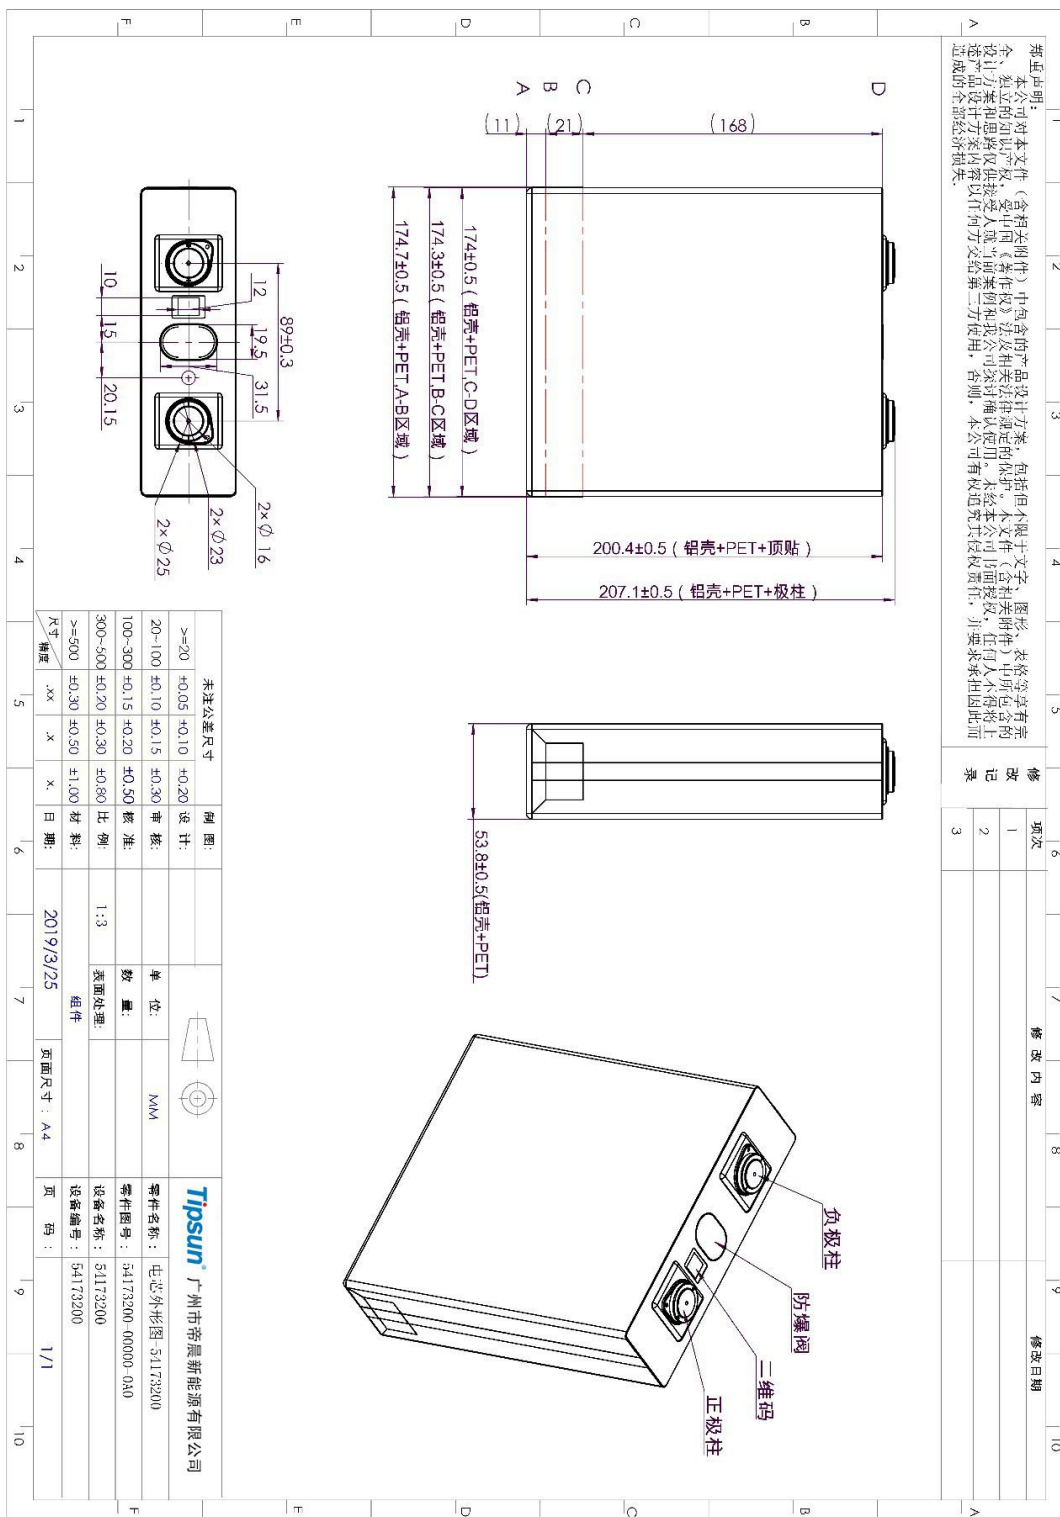 郑重声明:
本公司对本文件（含相关附件）中包含的产品设计方案，包括但不限于文字、图形、表格等享有完
全、独立的知识产权，受中国《著作权》法及相关法律规定的保护。本文件（含相关附件）中所包含的
设计方案和思路仅供接受人就当前案例和我公司探讨确认使用。未经本公司书面授权，任何人不得将上
述产品设计方案内容以任何方交给第三方使用，否则，本公司有权追究其侵权责任，并要求承担因此而
造成的全部经济损失.
修改记录
项次 修 改 内 容 修改日期
1
2
3
1 2 3 4 5 6 7 8 9 10
A B C D E F
D
C
B
A
(168)
(21)
(11)
174±0.5 ( 铝壳+PET,C-D区域 )
174.3±0.5 ( 铝壳+PET,B-C区域 )
174.7±0.5 ( 铝壳+PET,A-B区域 )
200.4±0.5 ( 铝壳+PET+顶贴 )
207.1±0.5 ( 铝壳+PET+极柱 )
53.8±0.5(铝壳+PET)
负极柱
防爆阀
二维码
正极柱
89±0.3
12
19.5
31.5
10
15
20.15
2× ∅ 16
2× ∅ 23
2× ∅ 25
未注公差尺寸
>=20 ±0.05 ±0.10 ±0.20
20~100 ±0.10 ±0.15 ±0.30
100~300 ±0.15 ±0.20 ±0.50
300~500 ±0.20 ±0.30 ±0.80
>=500 ±0.30 ±0.50 ±1.00
尺寸 精度 .XX .X X.
制 图:
设 计:
审 核:
核 准:
比 例: 1:3
材 料: 组件
日 期: 2019/3/25
单 位: MM
数 量:
表面处理:
页面尺寸 : A4
Tipsun 广州市帝晨新能源有限公司
零件名称 : 电芯外形图-54173200
零件图号 : 54173200-00000-0A0
设备名称 : 54173200
设备编号 : 54173200
页 码 : 1/1
1 2 3 4 5 6 7 8 9 10
A B C D E F